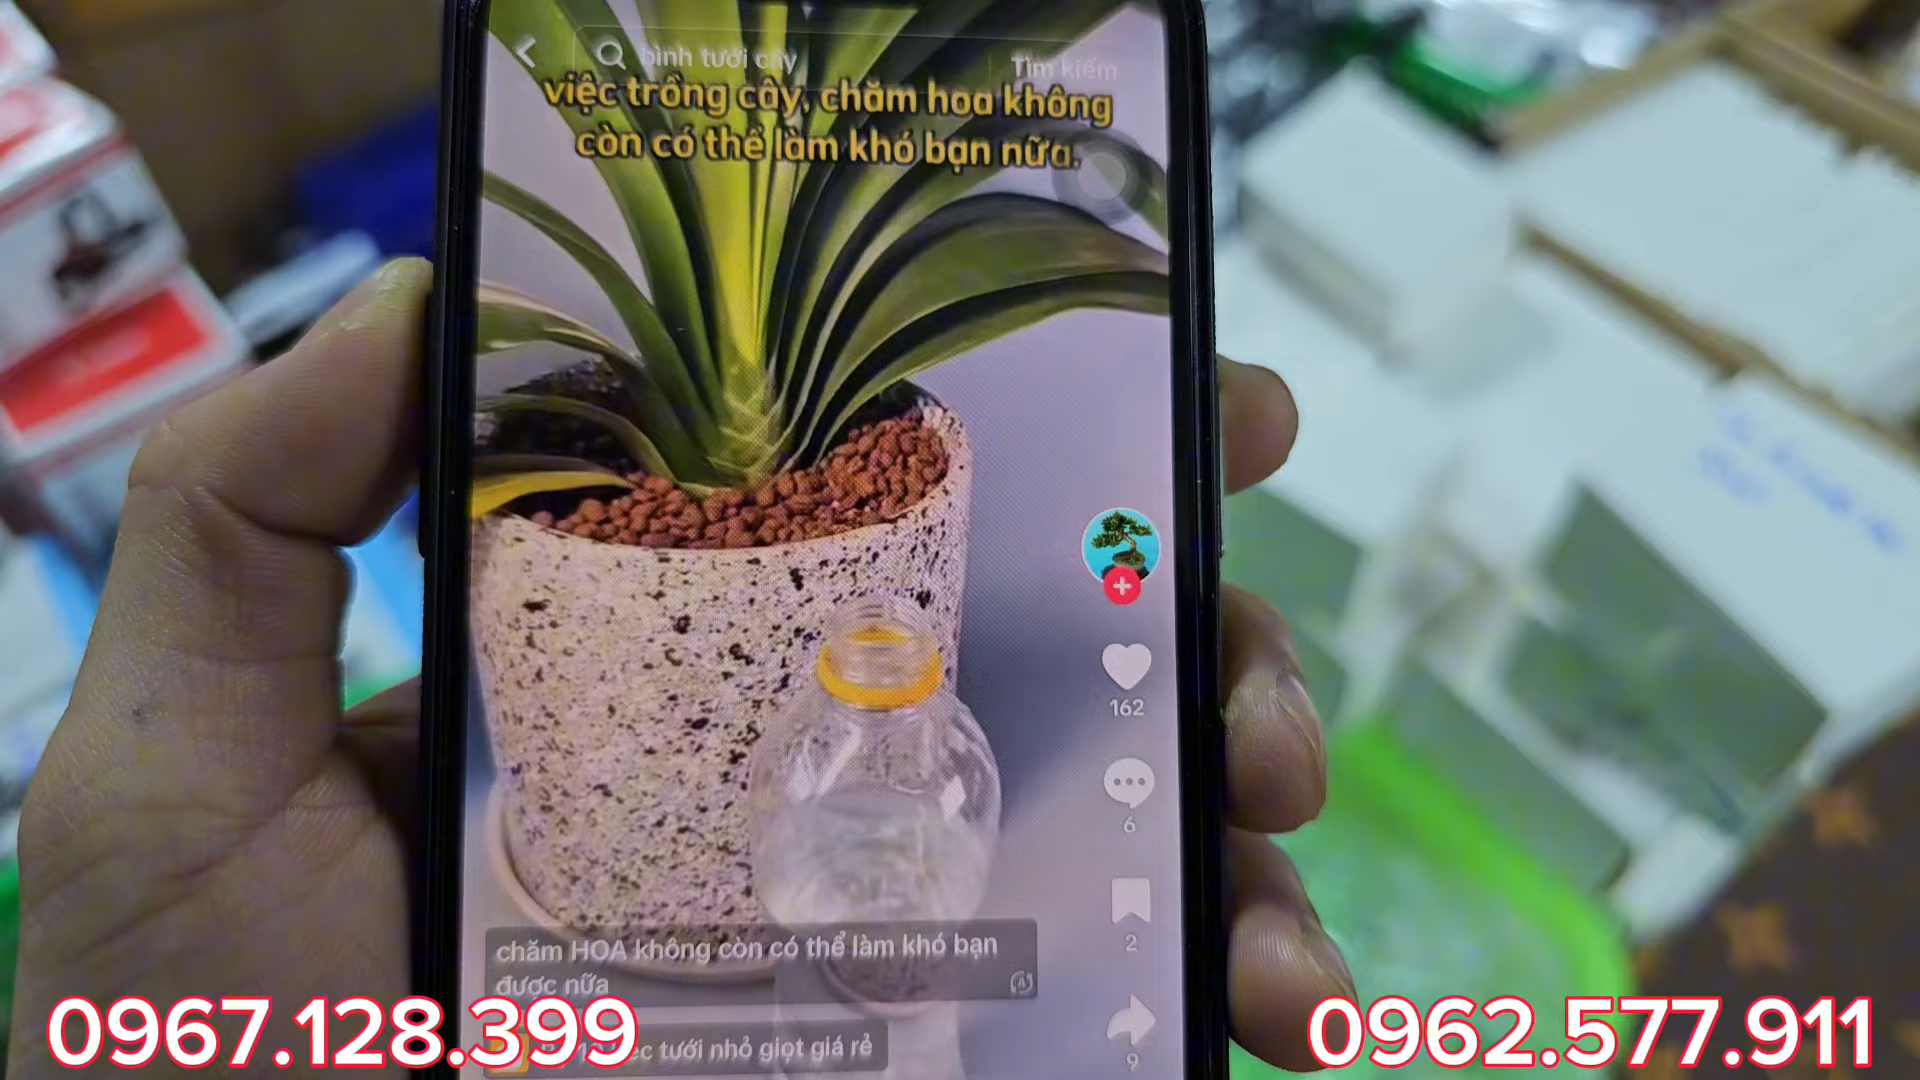 bình tưới cây
Tìm kiếm
việc trồng cây, chăm hoa không
còn có thể làm khó bạn nữa.
162
6
2
9
chăm HOA không còn có thể làm khó bạn
được nữa
tưới nhỏ giọt giá rẻ
0967.128.399
0962.577.911